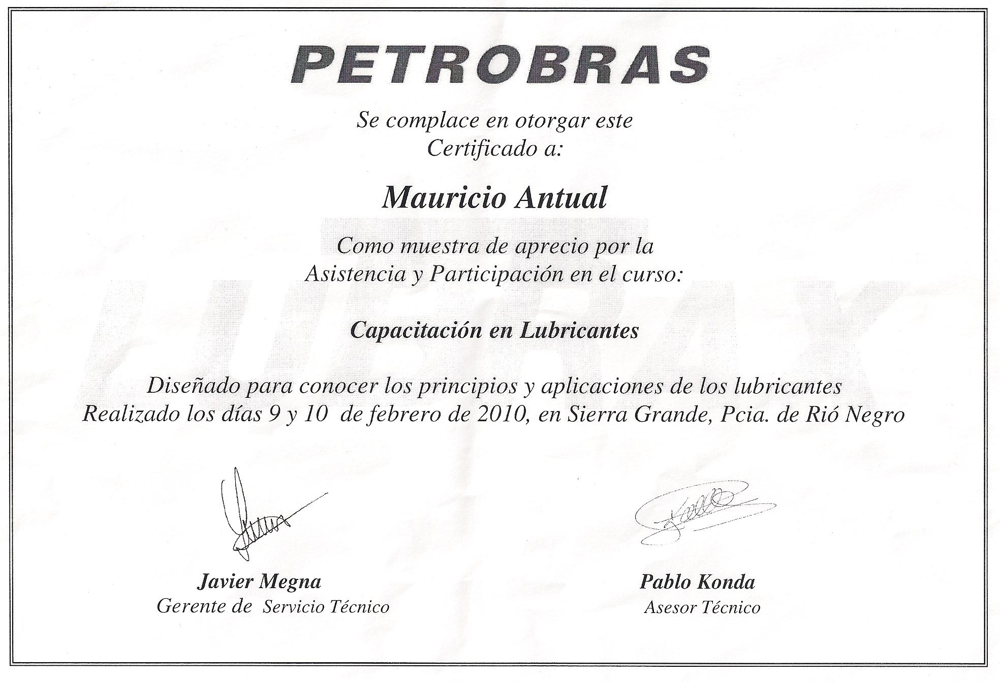 PETROBRAS
Se complace en otorgar este
Certificado a:
Mauricio Antual
Como muestra de aprecio por la
Asistencia y Participación en el curso:
LUBRAX
Capacitación en Lubricantes
Diseñado para conocer los principios y aplicaciones de los lubricantes
Realizado los días 9 y 10 de febrero de 2010, en Sierra Grande, Pcia. de Rió Negro
Javier Megna
Gerente de Servicio Técnico
Pablo Konda
Asesor Técnico